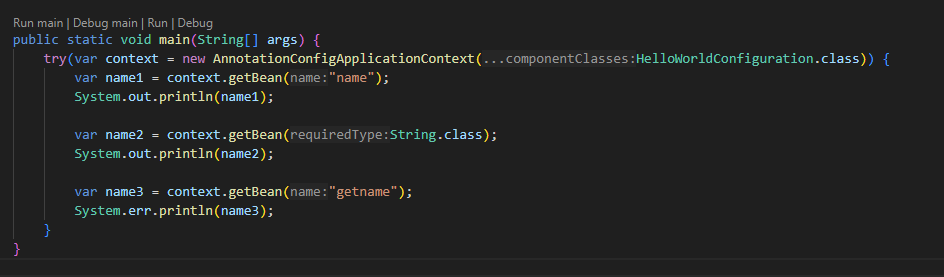 Run main | Debug main | Run | Debug
public static void main(String[] args) {
try(var context = new AnnotationConfigApplicationContext(...componentClasses:HelloWorldConfiguration.class)) {
var name1 = context.getBean(name:"name");
System.out.println(name1);
var name2 = context.getBean(requiredType:String.class);
System.out.println(name2);
var name3 = context.getBean(name:"getname");
System.err.println(name3);
}
}